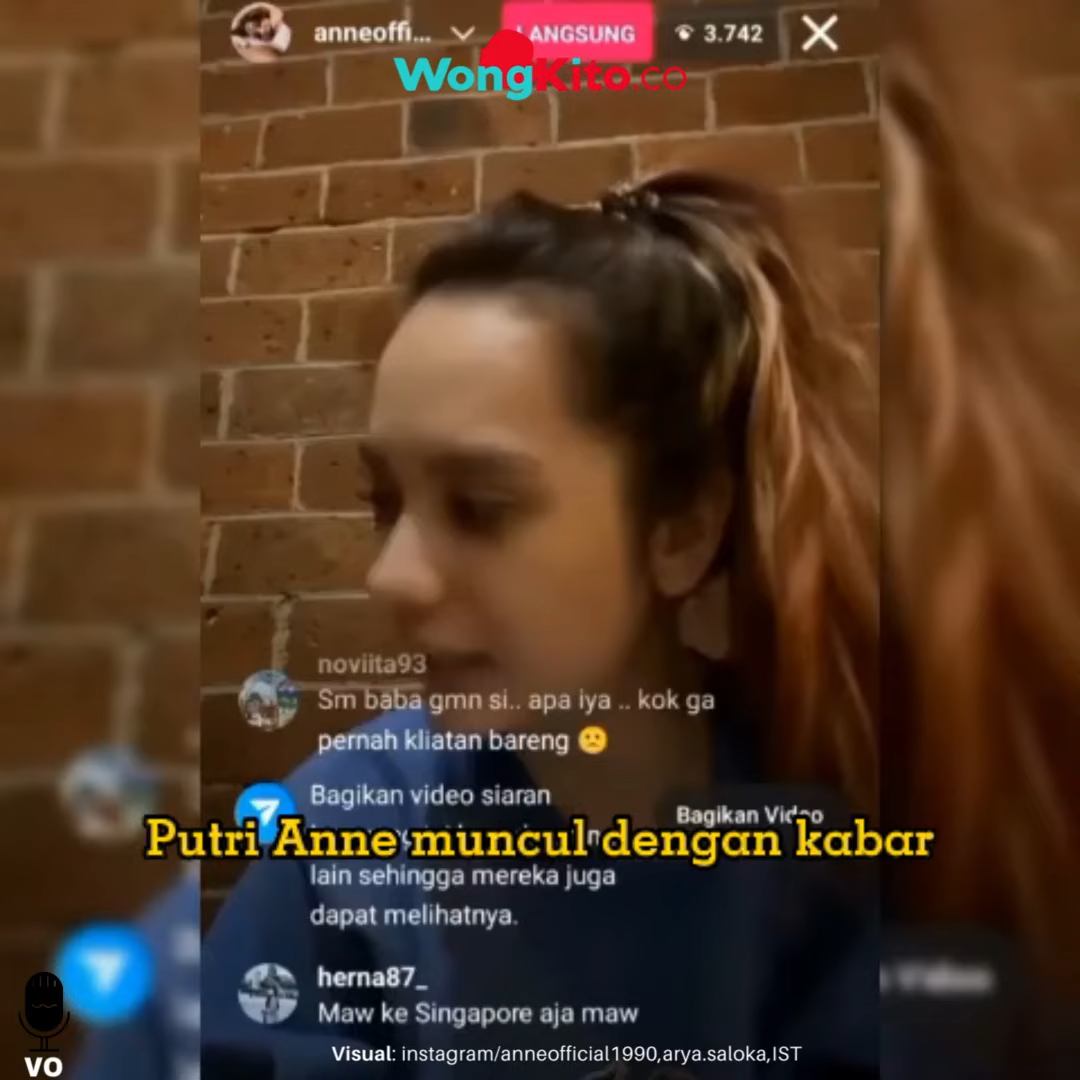 anneoffi...
LANGSUNG
3.742
WongKito.co
noviita93
Sm baba gmn si.. apa iya .. kok ga
pernah kliatan bareng 🙁
Bagikan video siaran
Bagikan Video
Putri Anne muncul dengan kabar
lain sehingga mereka juga
dapat melihatnya.
herna87_
Maw ke Singapore aja maw
Visual: instagram/anneofficial1990,arya.saloka,IST
VO